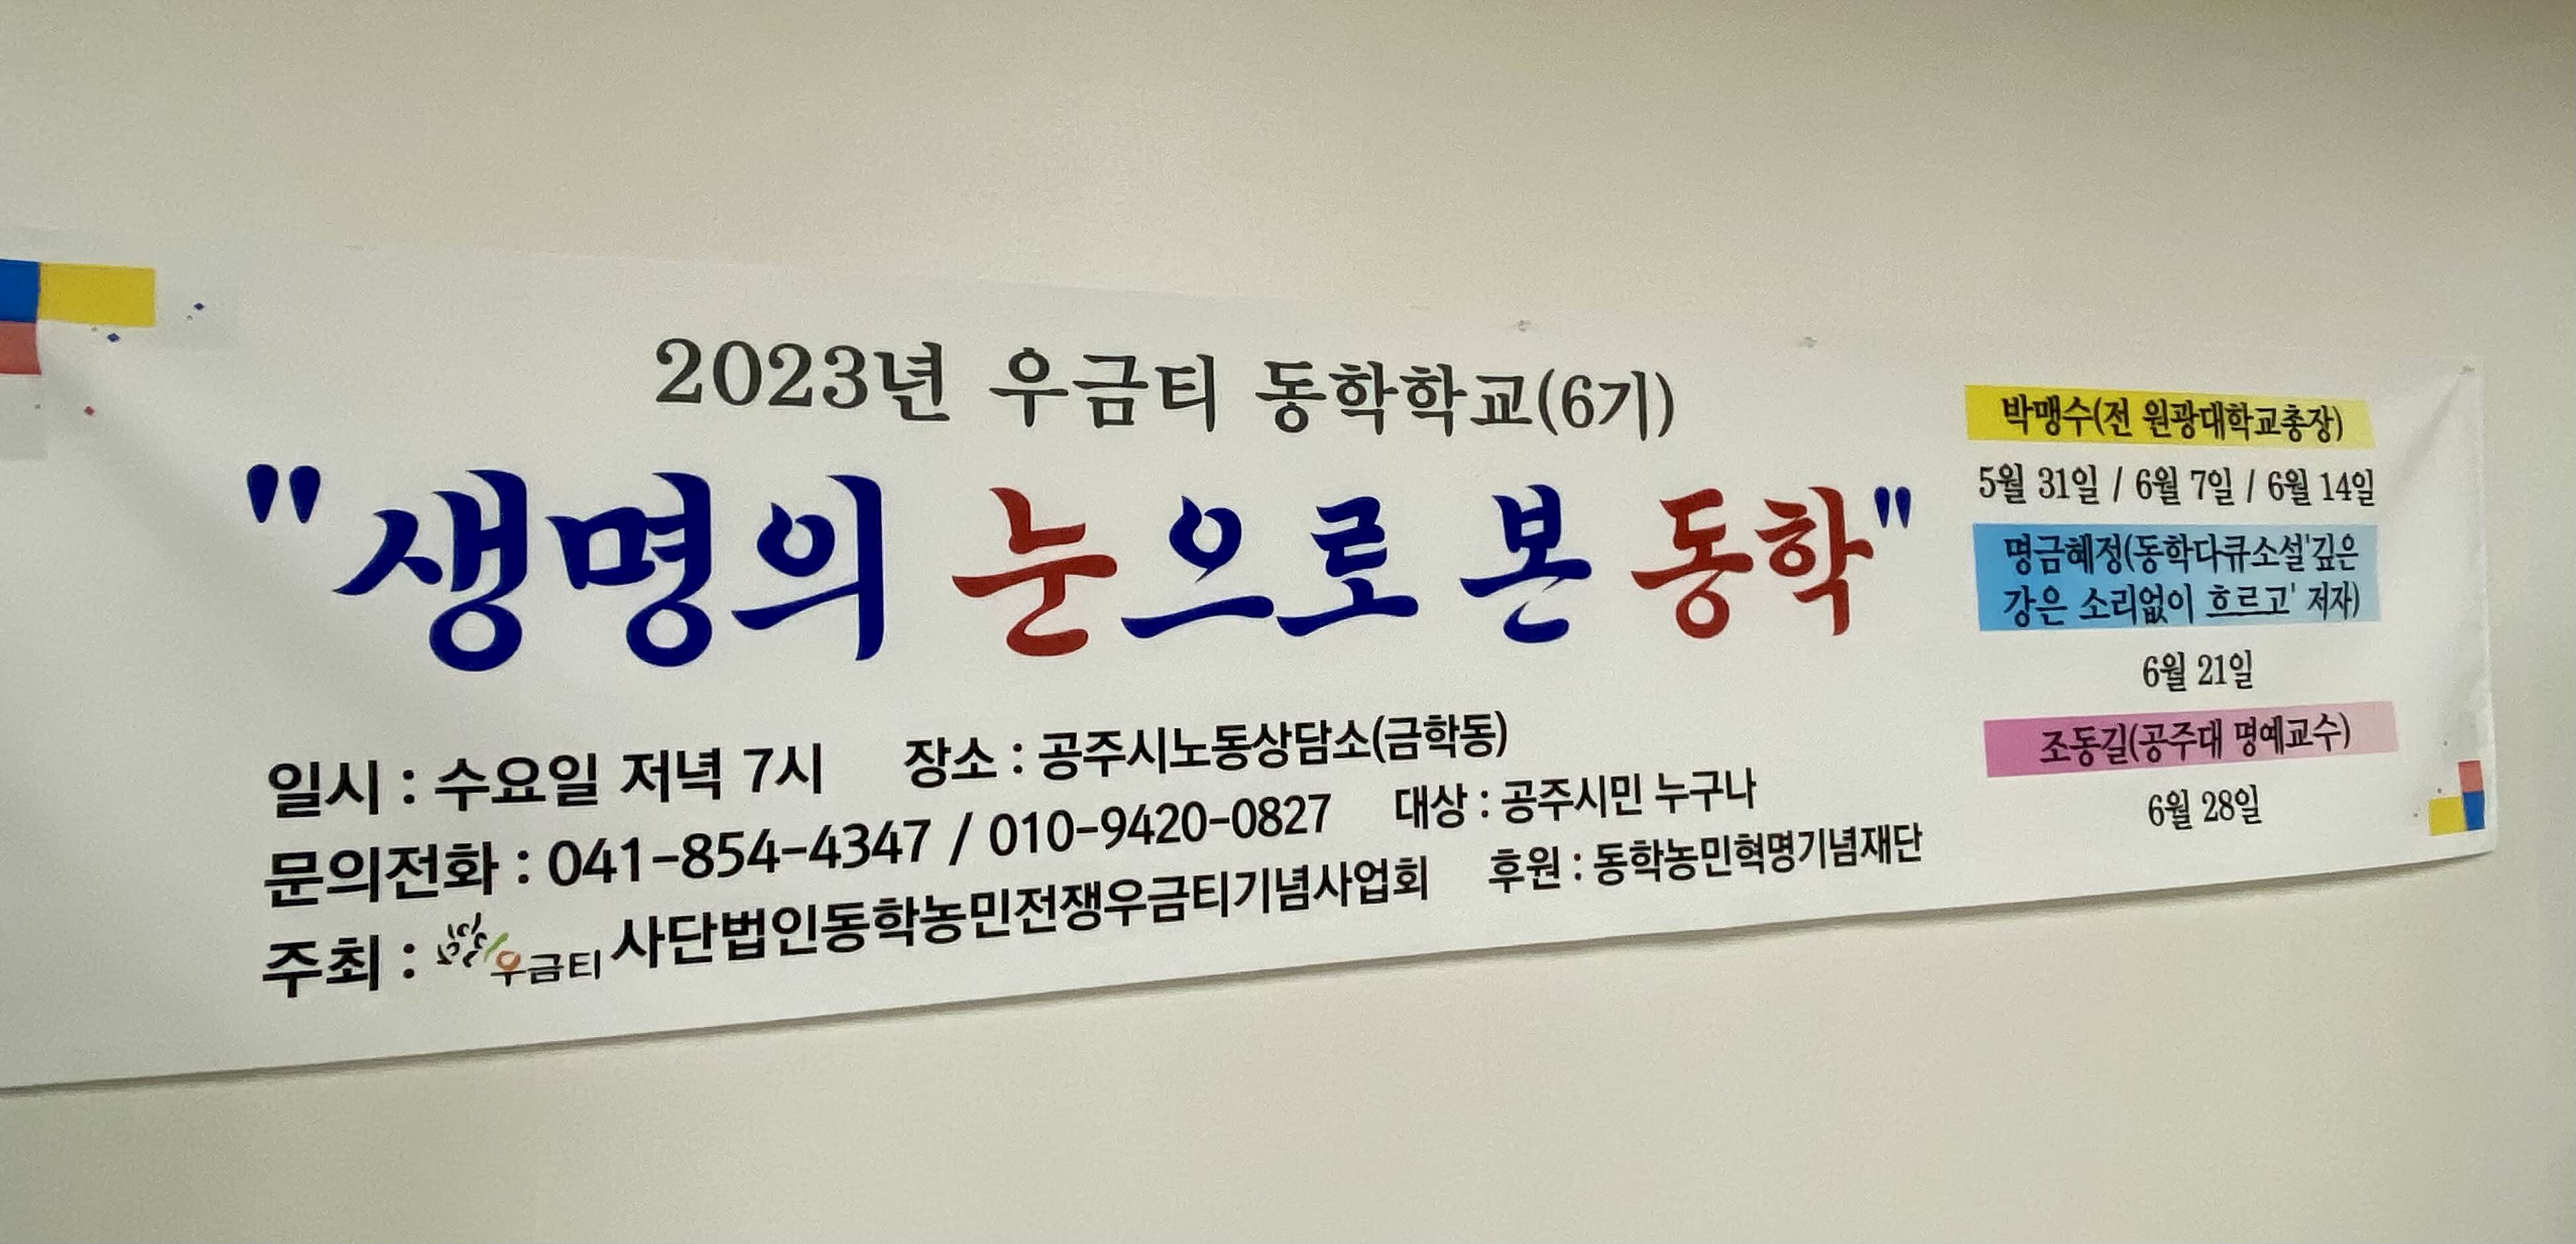 2023년 우금티 동학학교(6기)
"생명의 눈으로 본 동학"
일시 : 수요일 저녁 7시 장소 : 공주시노동상담소(금학동)
문의전화 : 041-854-4347 / 010-9420-0827 대상 : 공주시민 누구나
주최 : 우금티 사단법인동학농민전쟁우금티기념사업회 후원 : 동학농민혁명기념재단
박맹수(전 원광대학교총장)
5월 31일 / 6월 7일 / 6월 14일
명금혜정(동학다큐소설'깊은
강은 소리없이 흐르고' 저자)
6월 21일
조동길(공주대 명예교수)
6월 28일